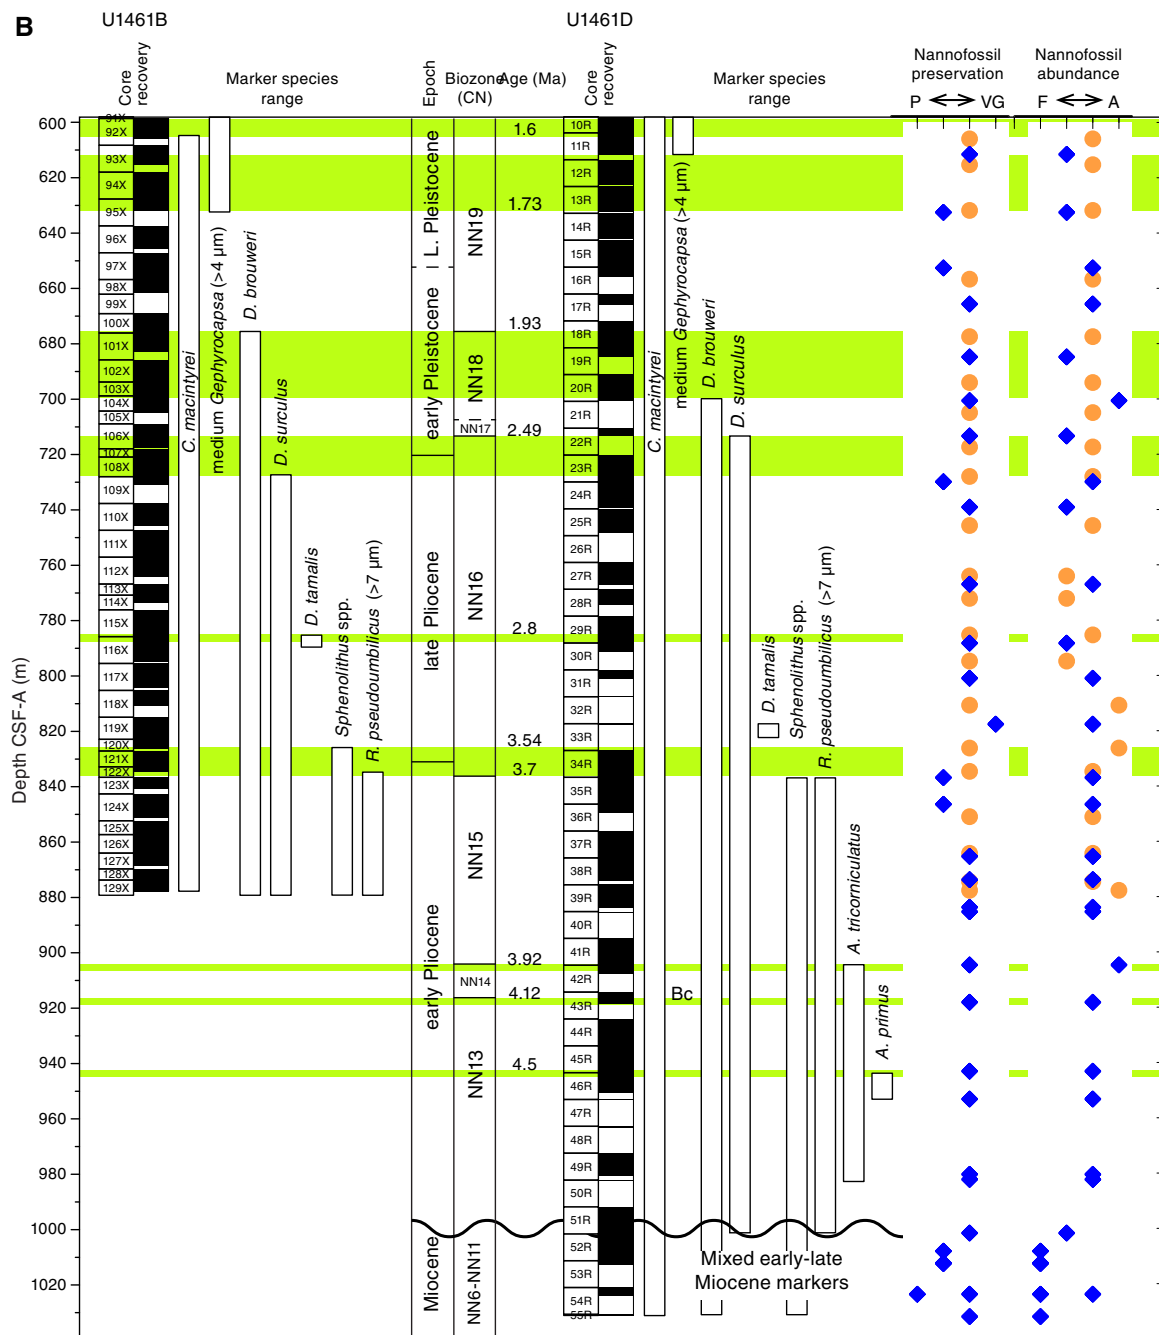 B
U1461B
U1461D
Core
recovery
Marker species
range
Epoch
Biozone
(CN)
Age (Ma)
Core
recovery
Marker species
range
Nannofossil
preservation
P
VG
Nannofossil
abundance
F
A
Depth CSF-A (m)
600
620
640
660
680
700
720
740
760
780
800
820
840
860
880
900
920
940
960
980
1000
1020
91X
92X
93X
94X
95X
96X
97X
98X
99X
100X
101X
102X
103X
104X
105X
106X
107X
108X
109X
110X
111X
112X
113X
114X
115X
116X
117X
118X
119X
120X
121X
122X
123X
124X
125X
126X
127X
128X
129X
C. macintyrei
medium Gephyrocapsa (>4 μm)
D. brouweri
D. surculus
D. tamalis
Sphenolithus spp.
R. pseudoumbilicus (>7 μm)
L. Pleistocene
early Pleistocene
late Pliocene
early Pliocene
Miocene
NN19
NN18
NN17
NN16
NN15
NN14
NN13
NN6-NN11
1.6
1.73
1.93
2.49
2.8
3.54
3.7
3.92
4.12
4.5
10R
11R
12R
13R
14R
15R
16R
17R
18R
19R
20R
21R
22R
23R
24R
25R
26R
27R
28R
29R
30R
31R
32R
33R
34R
35R
36R
37R
38R
39R
40R
41R
42R
43R
44R
45R
46R
47R
48R
49R
50R
51R
52R
53R
54R
55R
C. macintyrei
medium Gephyrocapsa (>4 μm)
D. brouweri
D. surculus
D. tamalis
Sphenolithus spp.
R. pseudoumbilicus (>7 μm)
A. tricorniculatus
A. primus
Bc
Mixed early-late
Miocene markers